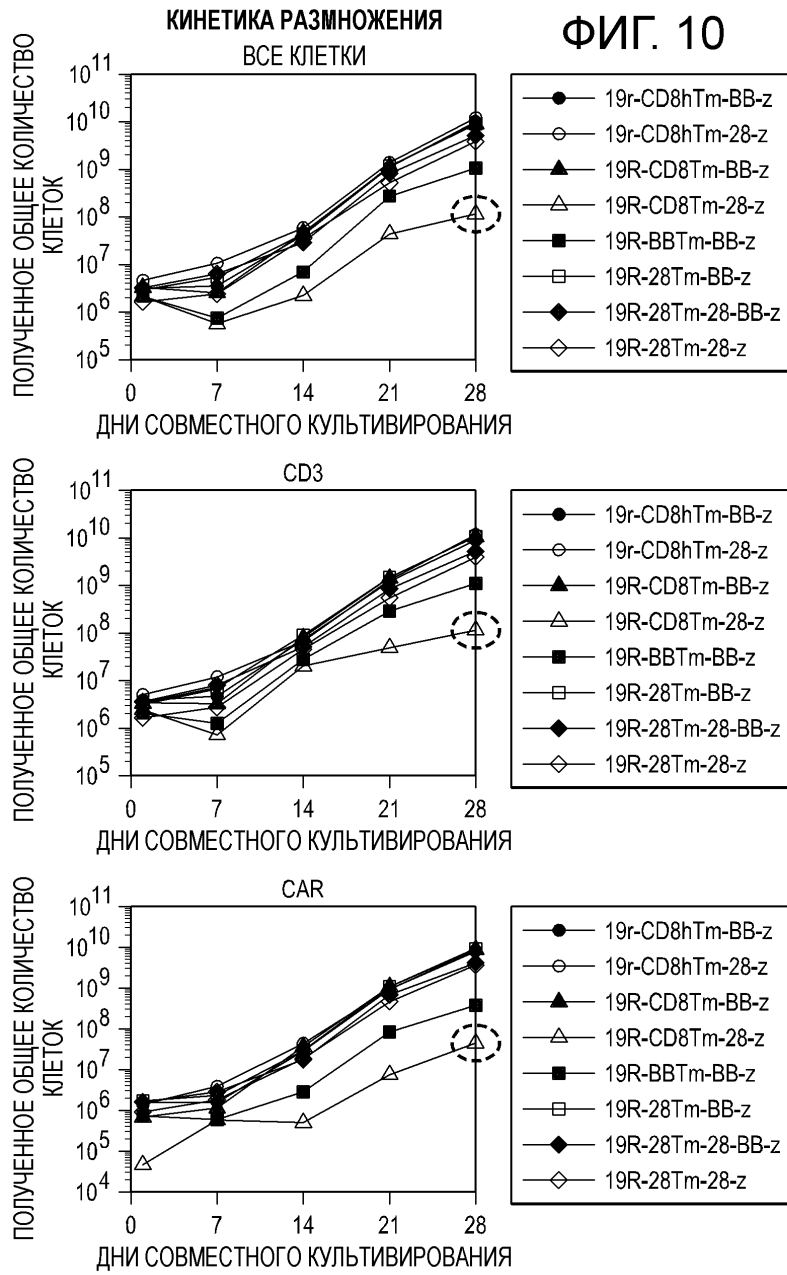 КИНЕТИКА РАЗМНОЖЕНИЯ
ФИГ. 10
ВСЕ КЛЕТКИ
ПОЛУЧЕННОЕ ОБЩЕЕ КОЛИЧЕСТВО
КЛЕТОК
10^11
10^10
10^9
10^8
10^7
10^6
10^5
0 7 14 21 28
ДНИ СОВМЕСТНОГО КУЛЬТИВИРОВАНИЯ
19r-CD8hTm-BB-z
19r-CD8hTm-28-z
19R-CD8Tm-BB-z
19R-CD8Tm-28-z
19R-BBTm-BB-z
19R-28Tm-BB-z
19R-28Tm-28-BB-z
19R-28Tm-28-z
CD3
ПОЛУЧЕННОЕ ОБЩЕЕ КОЛИЧЕСТВО
КЛЕТОК
10^11
10^10
10^9
10^8
10^7
10^6
10^5
0 7 14 21 28
ДНИ СОВМЕСТНОГО КУЛЬТИВИРОВАНИЯ
19r-CD8hTm-BB-z
19r-CD8hTm-28-z
19R-CD8Tm-BB-z
19R-CD8Tm-28-z
19R-BBTm-BB-z
19R-28Tm-BB-z
19R-28Tm-28-BB-z
19R-28Tm-28-z
CAR
ПОЛУЧЕННОЕ ОБЩЕЕ КОЛИЧЕСТВО
КЛЕТОК
10^11
10^10
10^9
10^8
10^7
10^6
10^5
10^4
0 7 14 21 28
ДНИ СОВМЕСТНОГО КУЛЬТИВИРОВАНИЯ
19r-CD8hTm-BB-z
19r-CD8hTm-28-z
19R-CD8Tm-BB-z
19R-CD8Tm-28-z
19R-BBTm-BB-z
19R-28Tm-BB-z
19R-28Tm-28-BB-z
19R-28Tm-28-z